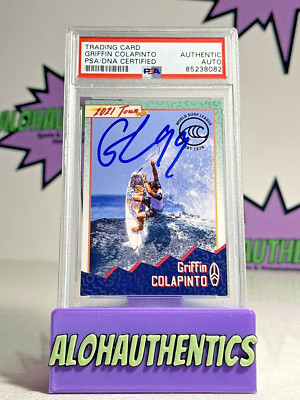 TRADING CARD
GRIFFIN COLAPINTO
PSA/DNA CERTIFIED
AUTHENTIC
AUTO
PSA
85238082
2021 Tour
WORLD SURF LEAGUE
Griffin
COLAPINTO
ALOHAUTHENTICS